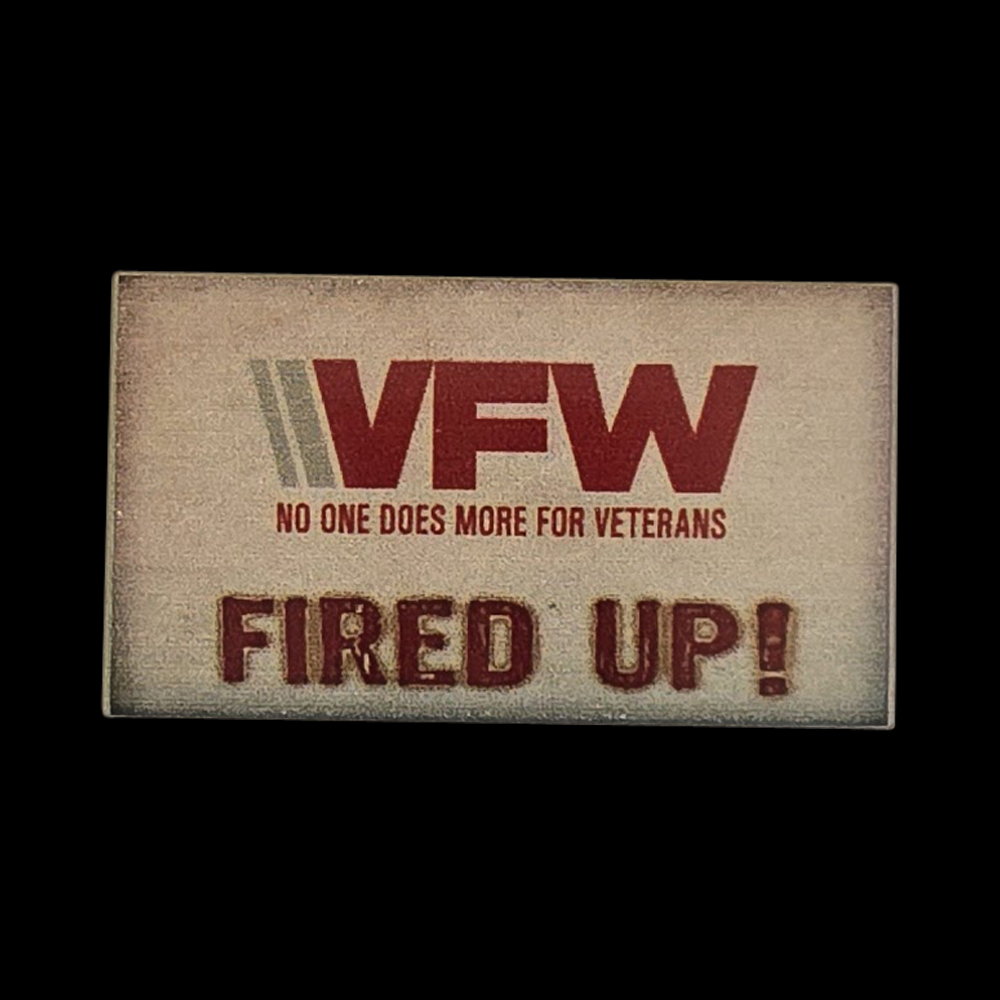 VFW
NO ONE DOES MORE FOR VETERANS
FIRED UP!